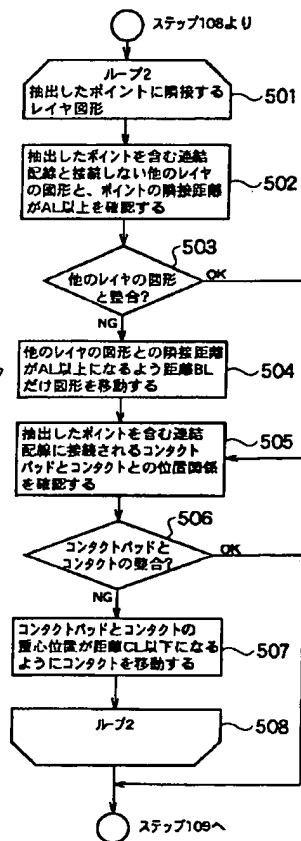 ステップ108より
ループ2
抽出したポイントに隣接する
レイヤ図形
501
抽出したポイントを含む連結
配線と接続しない他のレイヤ
の図形と、ポイントの隣接距離
がAL以上を確認する
502
503
他のレイヤの図形
と整合?
OK
NG
他のレイヤの図形との隣接距離
がAL以上になるよう距離BL
だけ図形を移動する
504
抽出したポイントを含む連結
配線に接続されるコンタクト
パッドとコンタクトとの位置関係
を確認する
505
506
コンタクトパッドと
コンタクトの整合?
OK
NG
コンタクトパッドとコンタクトの
重心位置が距離CL以下になる
ようにコンタクトを移動する
507
ループ2
508
ステップ109へ